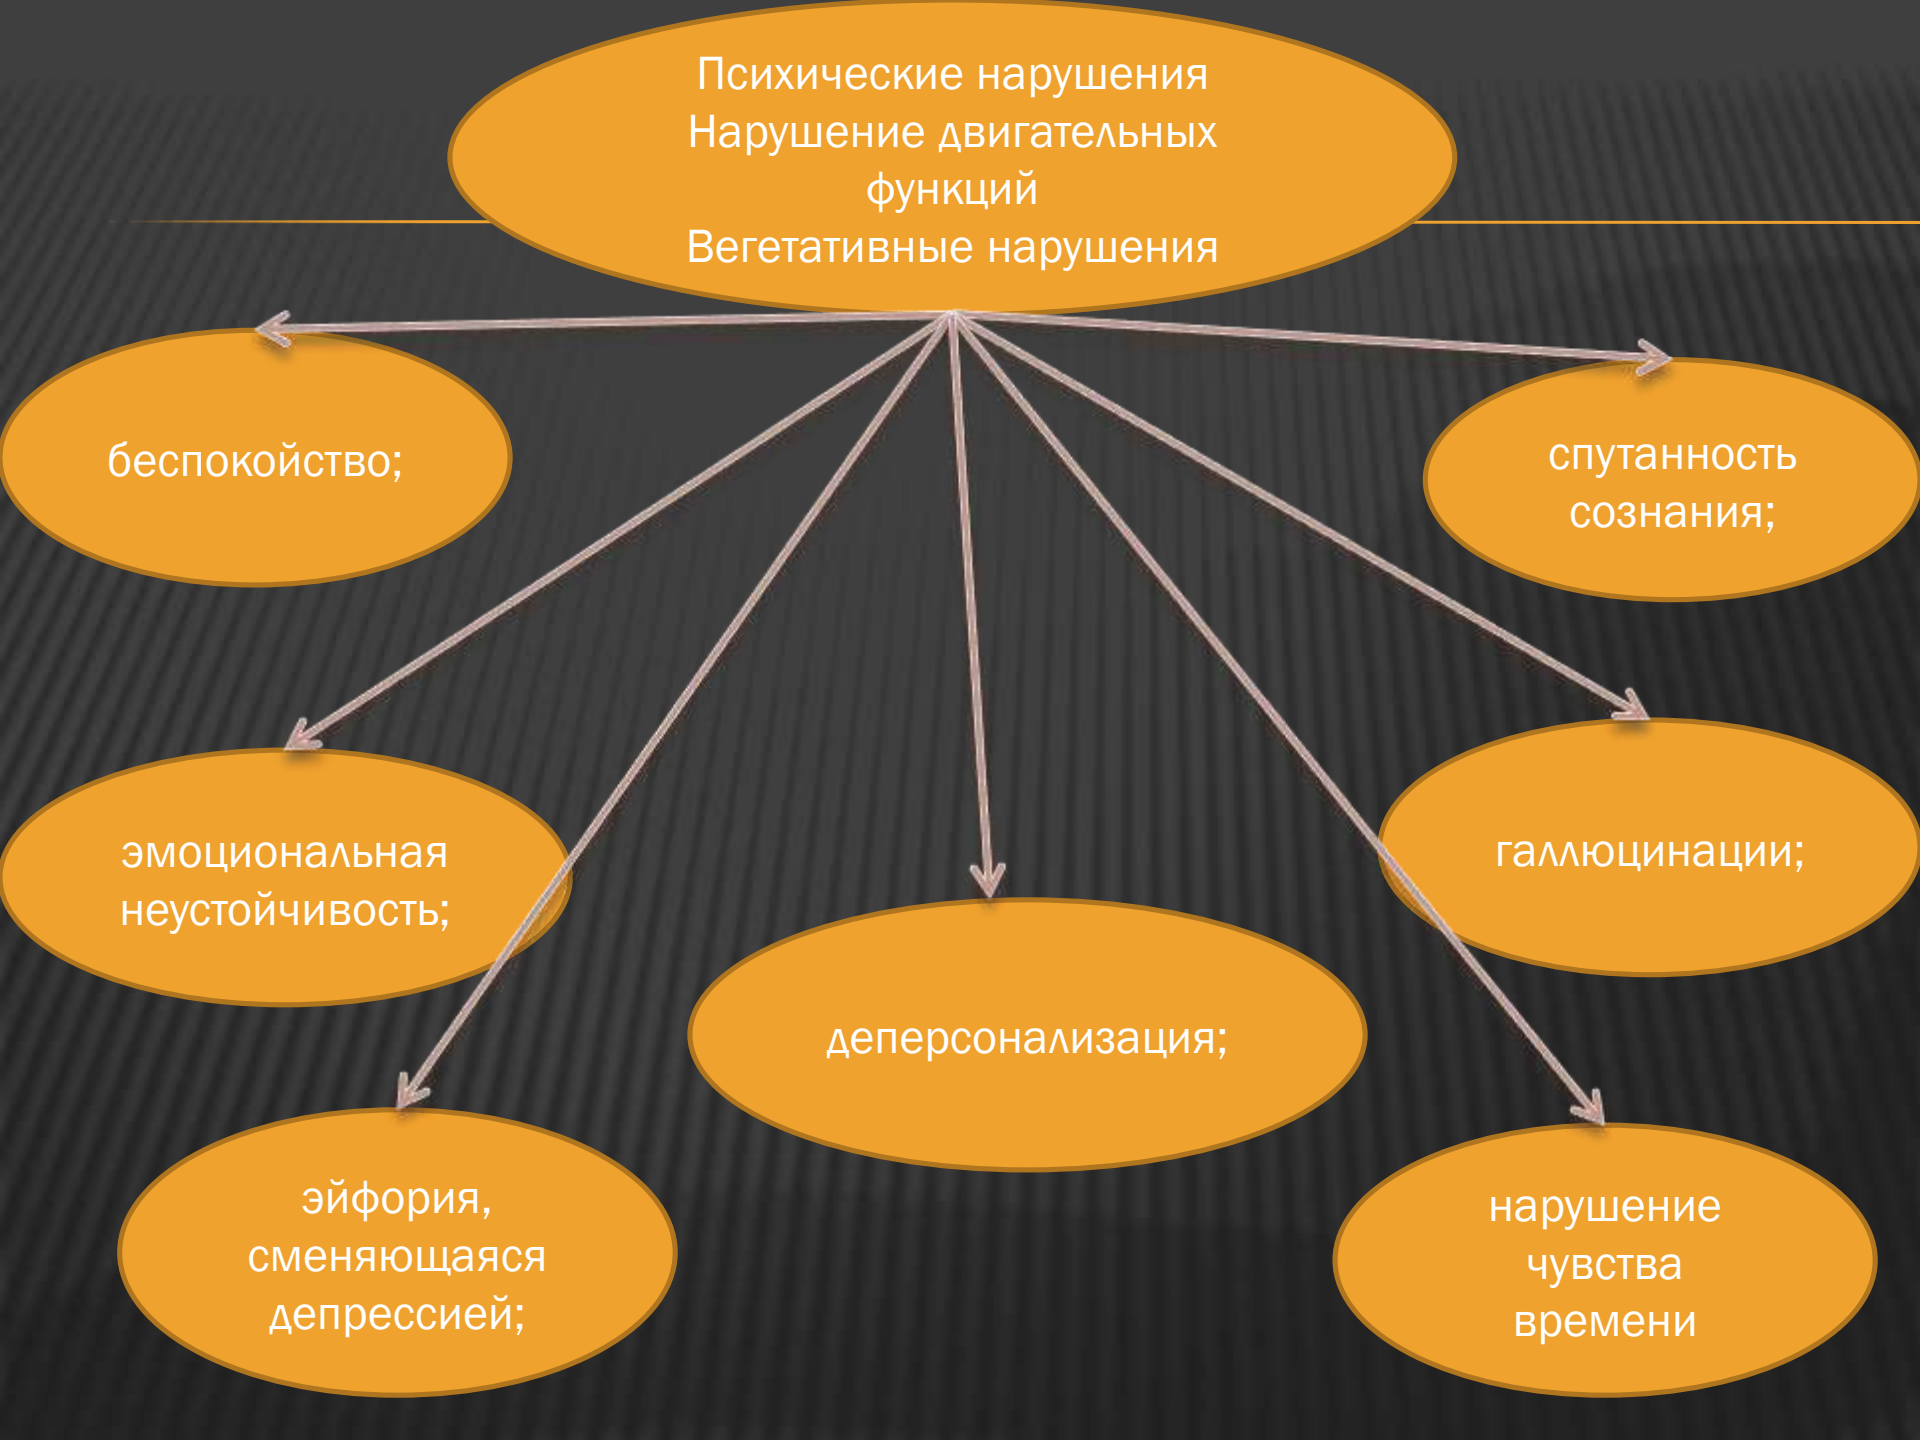 Психические нарушения
Нарушение двигательных
функций
Вегетативные нарушения
беспокойство;
спутанность
сознания;
эмоциональная
неустойчивость;
галлюцинации;
деперсонализация;
эйфория,
сменяющаяся
депрессией;
нарушение
чувства
времени